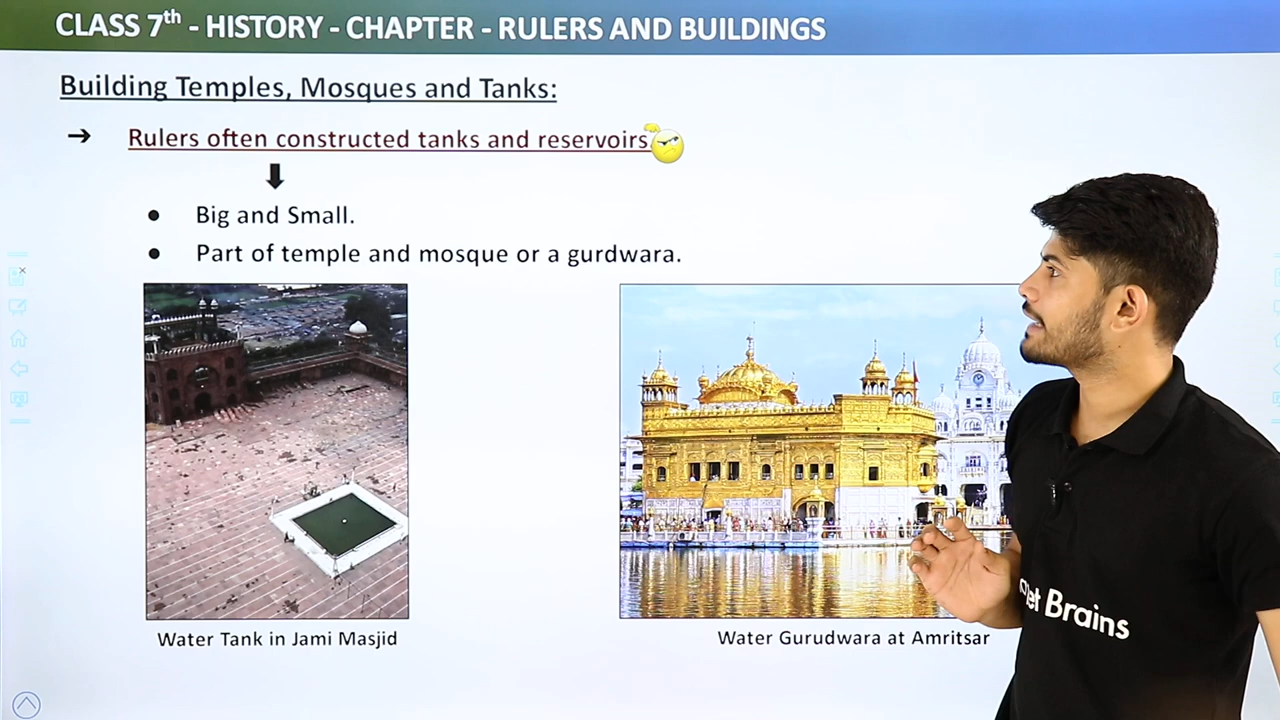 CLASS 7th - HISTORY - CHAPTER - RULERS AND BUILDINGS
Building Temples, Mosques and Tanks:
➔ Rulers often constructed tanks and reservoirs
● Big and Small.
● Part of temple and mosque or a gurdwara.
Water Tank in Jami Masjid
Water Gurudwara at Amritsar
et Brains